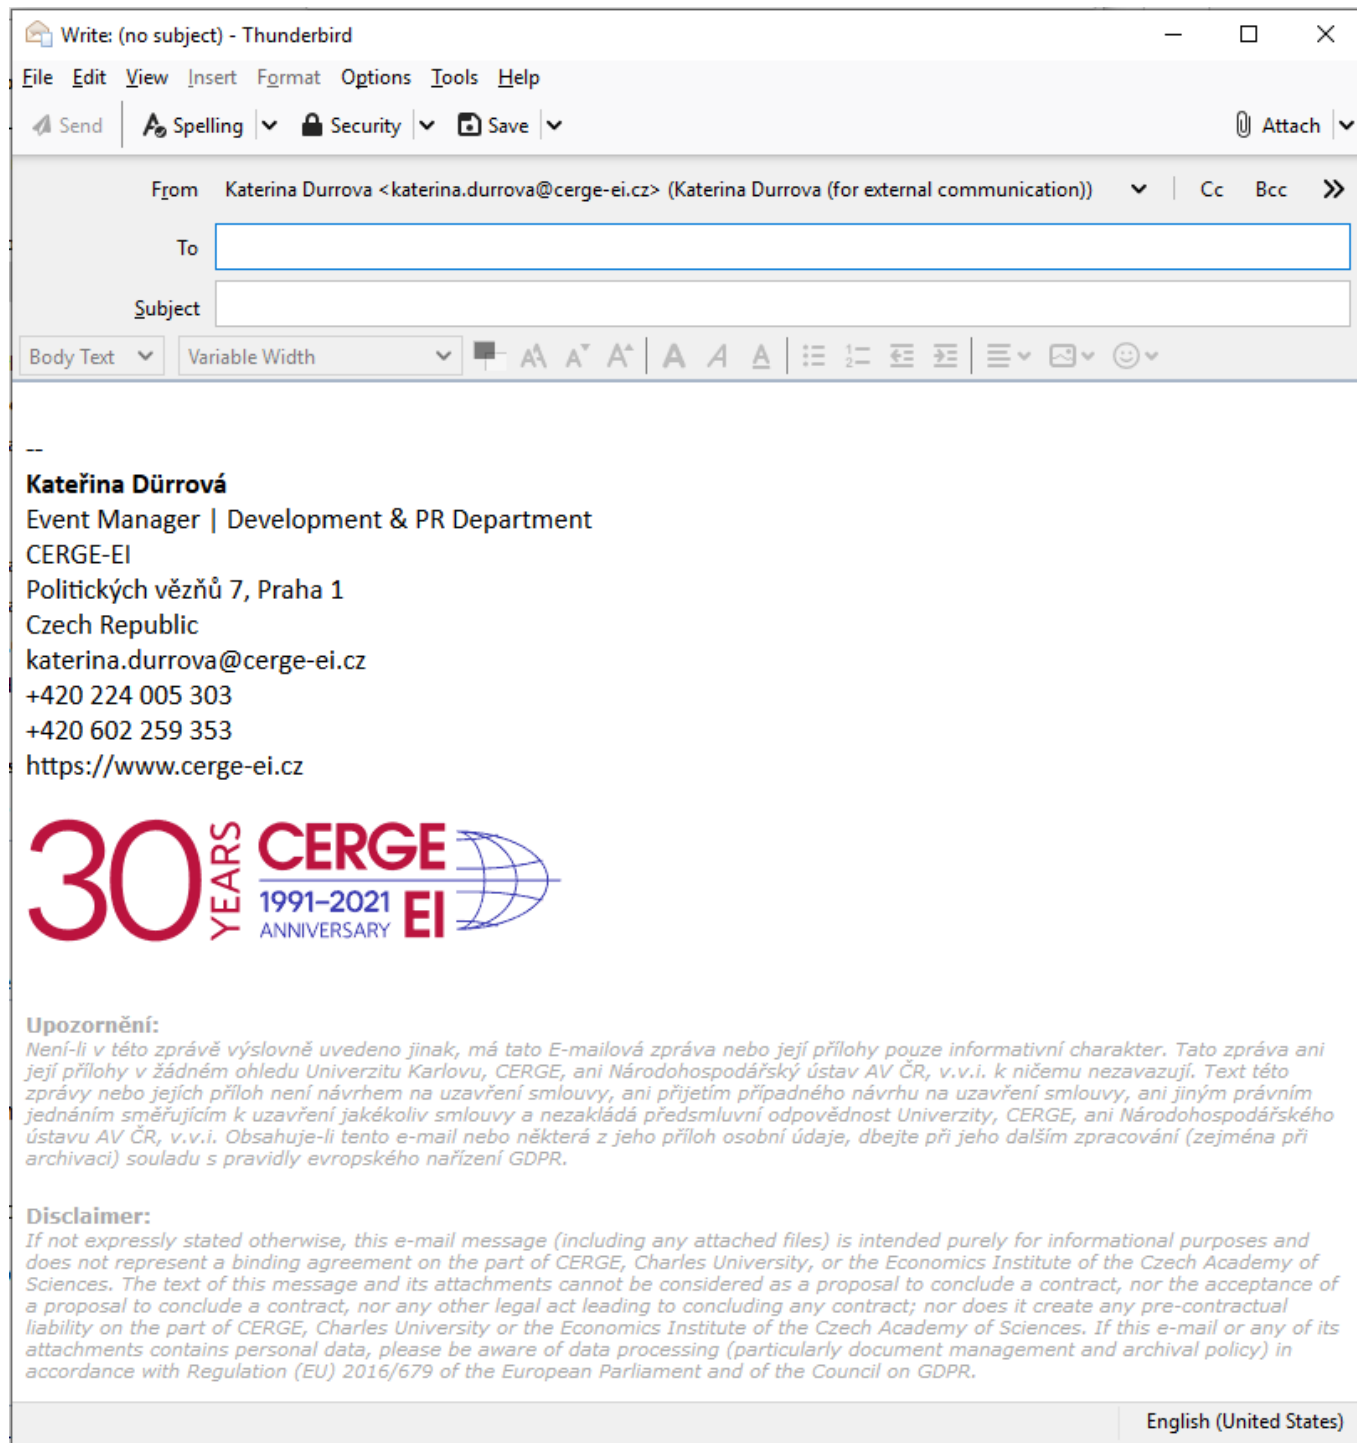 Write: (no subject) - Thunderbird
File Edit View Insert Format Options Tools Help
Send Spelling Security Save Attach
From Katerina Durrova <katerina.durrova@cerge-ei.cz> (Katerina Durrova (for external communication)) Cc Bcc
To
Subject
Body Text Variable Width
--
Kateřina Dürrová
Event Manager | Development & PR Department
CERGE-EI
Politických vězňů 7, Praha 1
Czech Republic
katerina.durrova@cerge-ei.cz
+420 224 005 303
+420 602 259 353
https://www.cerge-ei.cz
30 YEARS CERGE
1991–2021 EI
ANNIVERSARY
Upozornění:
Není-li v této zprávě výslovně uvedeno jinak, má tato E-mailová zpráva nebo její přílohy pouze informativní charakter. Tato zpráva ani
její přílohy v žádném ohledu Univerzitu Karlovu, CERGE, ani Národohospodářský ústav AV ČR, v.v.i. k ničemu nezavazují. Text této
zprávy nebo jejích příloh není návrhem na uzavření smlouvy, ani přijetím případného návrhu na uzavření smlouvy, ani jiným právním
jednáním směřujícím k uzavření jakékoliv smlouvy a nezakládá předsmluvní odpovědnost Univerzity, CERGE, ani Národohospodářského
ústavu AV ČR, v.v.i. Obsahuje-li tento e-mail nebo některá z jeho příloh osobní údaje, dbejte při jeho dalším zpracování (zejména při
archivaci) souladu s pravidly evropského nařízení GDPR.
Disclaimer:
If not expressly stated otherwise, this e-mail message (including any attached files) is intended purely for informational purposes and
does not represent a binding agreement on the part of CERGE, Charles University, or the Economics Institute of the Czech Academy of
Sciences. The text of this message and its attachments cannot be considered as a proposal to conclude a contract, nor the acceptance of
a proposal to conclude a contract, nor any other legal act leading to concluding any contract; nor does it create any pre-contractual
liability on the part of CERGE, Charles University or the Economics Institute of the Czech Academy of Sciences. If this e-mail or any of its
attachments contains personal data, please be aware of data processing (particularly document management and archival policy) in
accordance with Regulation (EU) 2016/679 of the European Parliament and of the Council on GDPR.
English (United States)